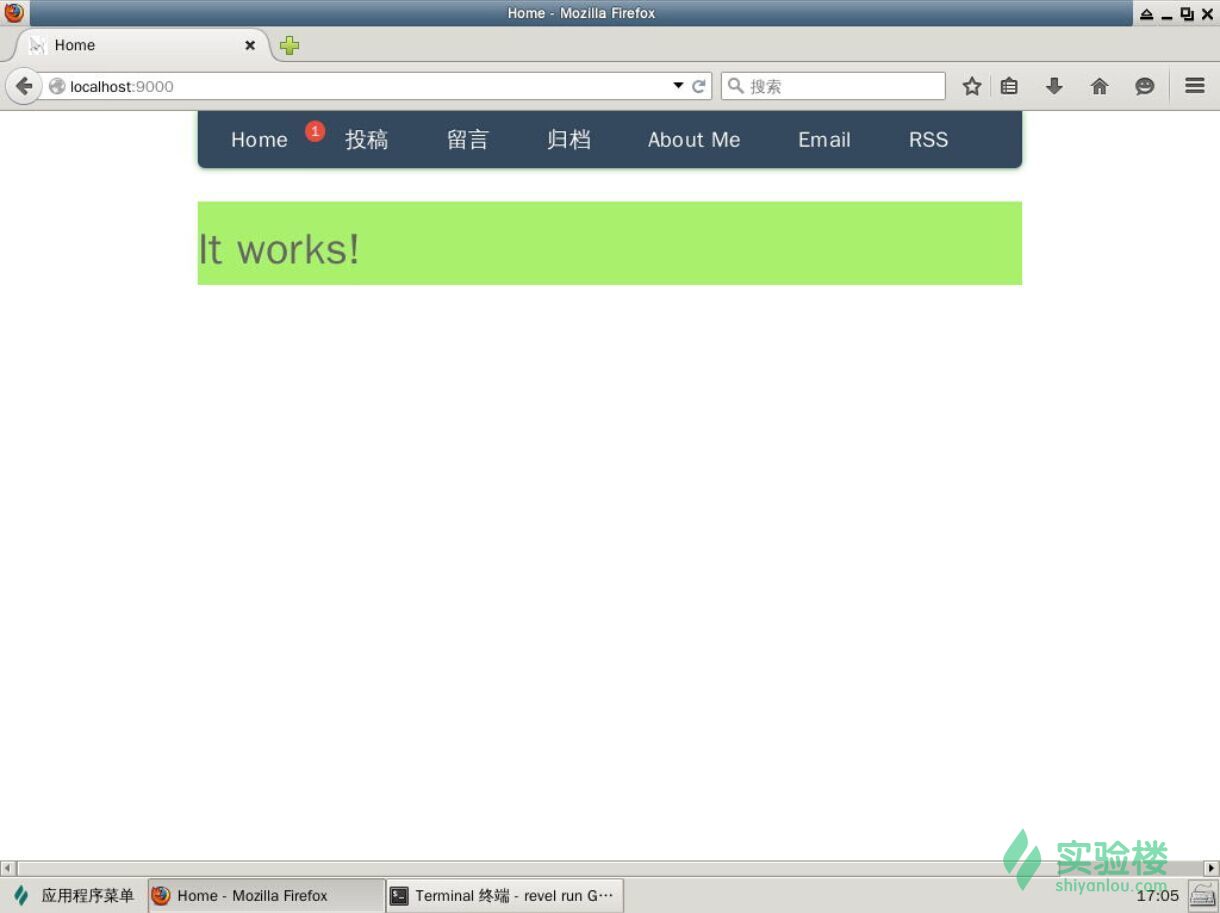 Home - Mozilla Firefox
Home
localhost:9000
搜索
Home 1 投稿 留言 归档 About Me Email RSS
It works!
实验楼
shiyanlou.com
应用程序菜单 Home - Mozilla Firefox Terminal 终端 - revel run G⋯ 17:05